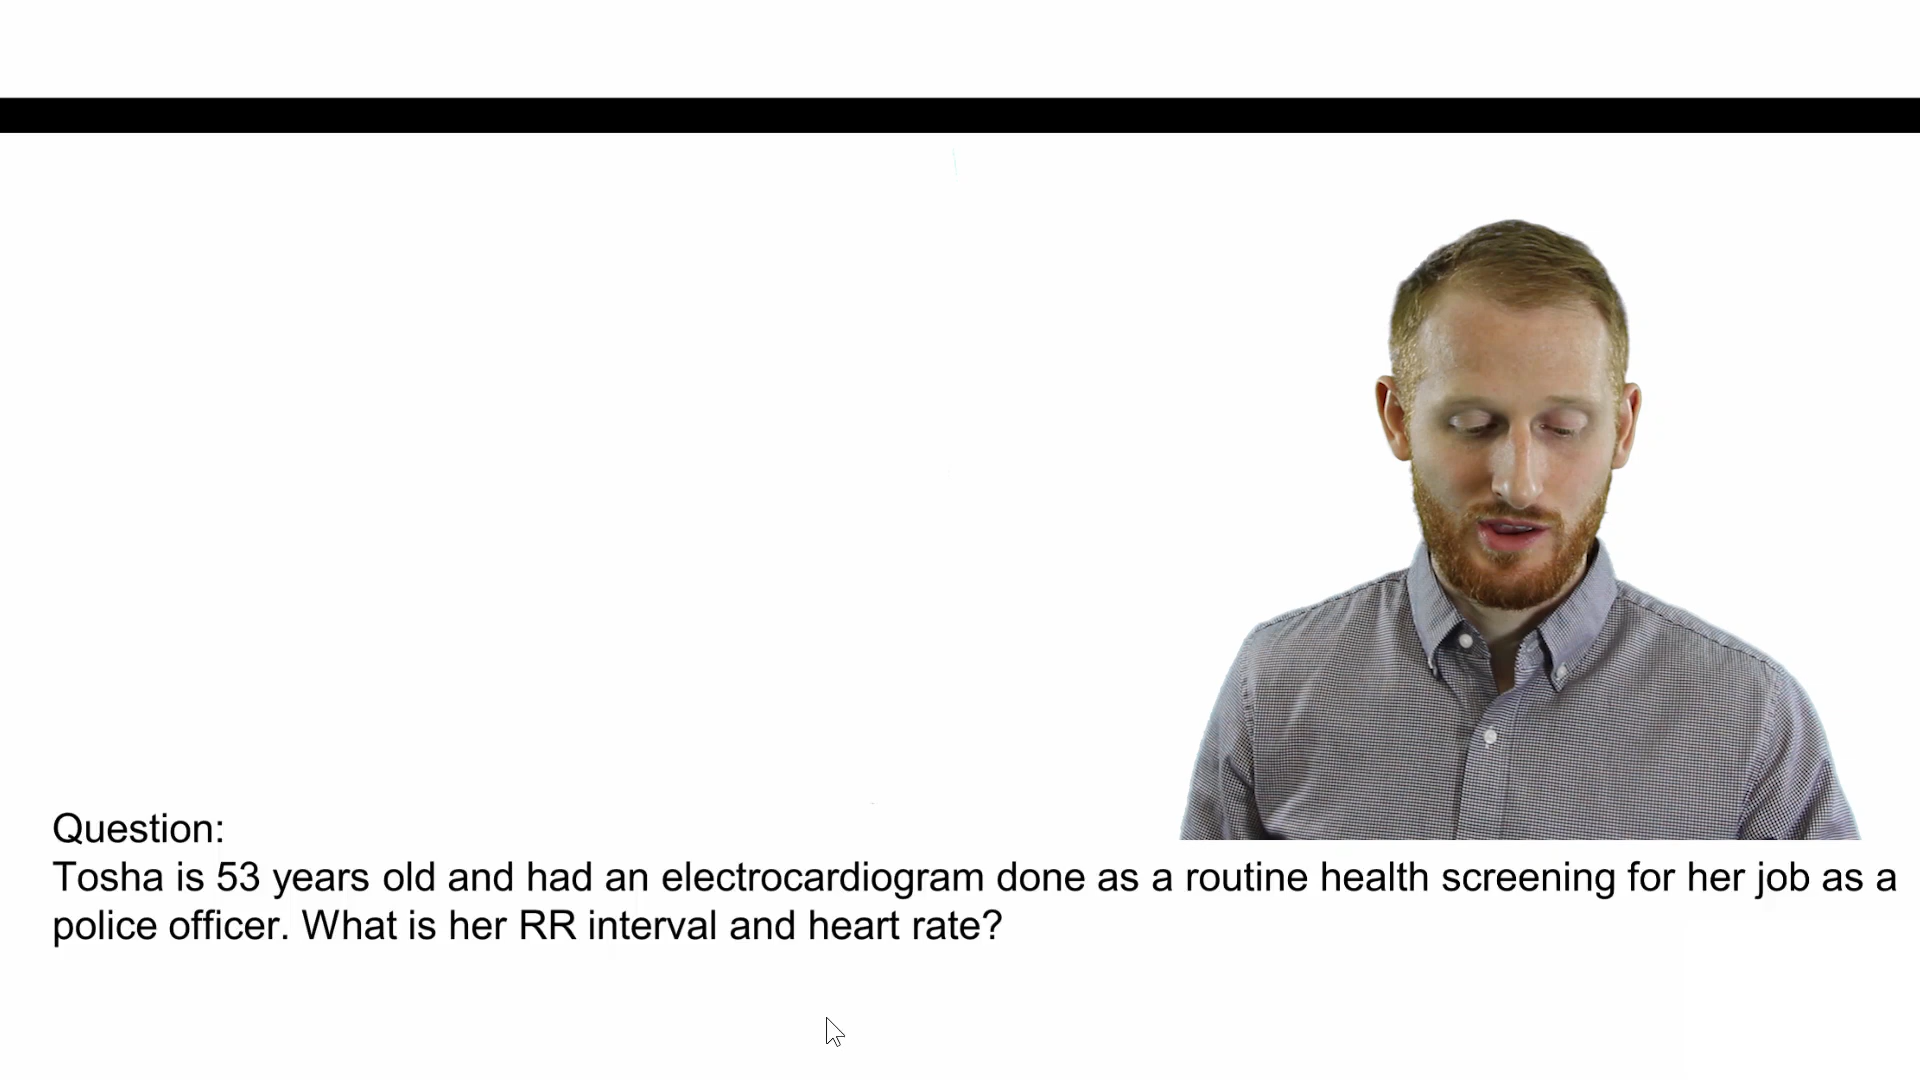 Question:
Tosha is 53 years old and had an electrocardiogram done as a routine health screening for her job as a
police officer. What is her RR interval and heart rate?